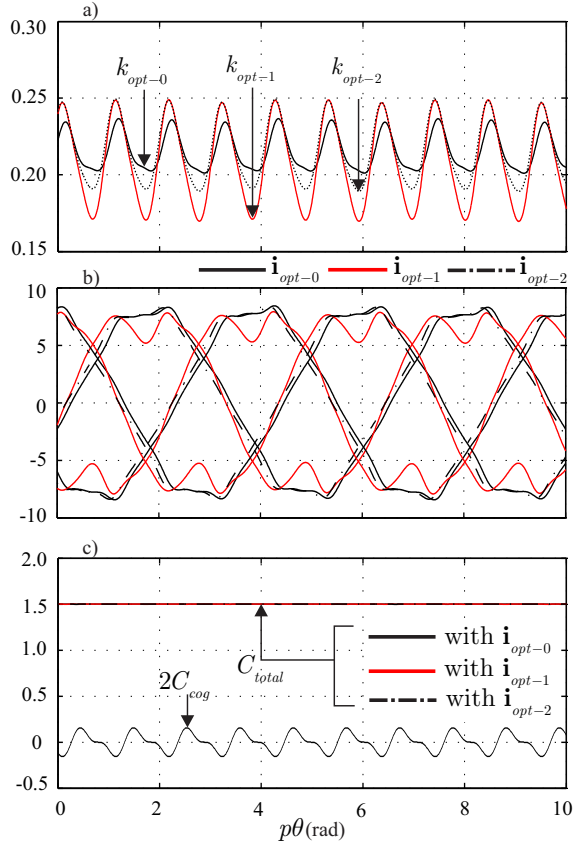 a)
0.30
0.25
0.20
0.15
k_opt-0
k_opt-1
k_opt-2
i_opt-0 i_opt-1 i_opt-2
b)
10
5
0
-5
-10
c)
2.0
1.5
1.0
0.5
0
-0.5
C_total
2C_cog
with i_opt-0
with i_opt-1
with i_opt-2
0 2 4 6 8 10
pθ(rad)